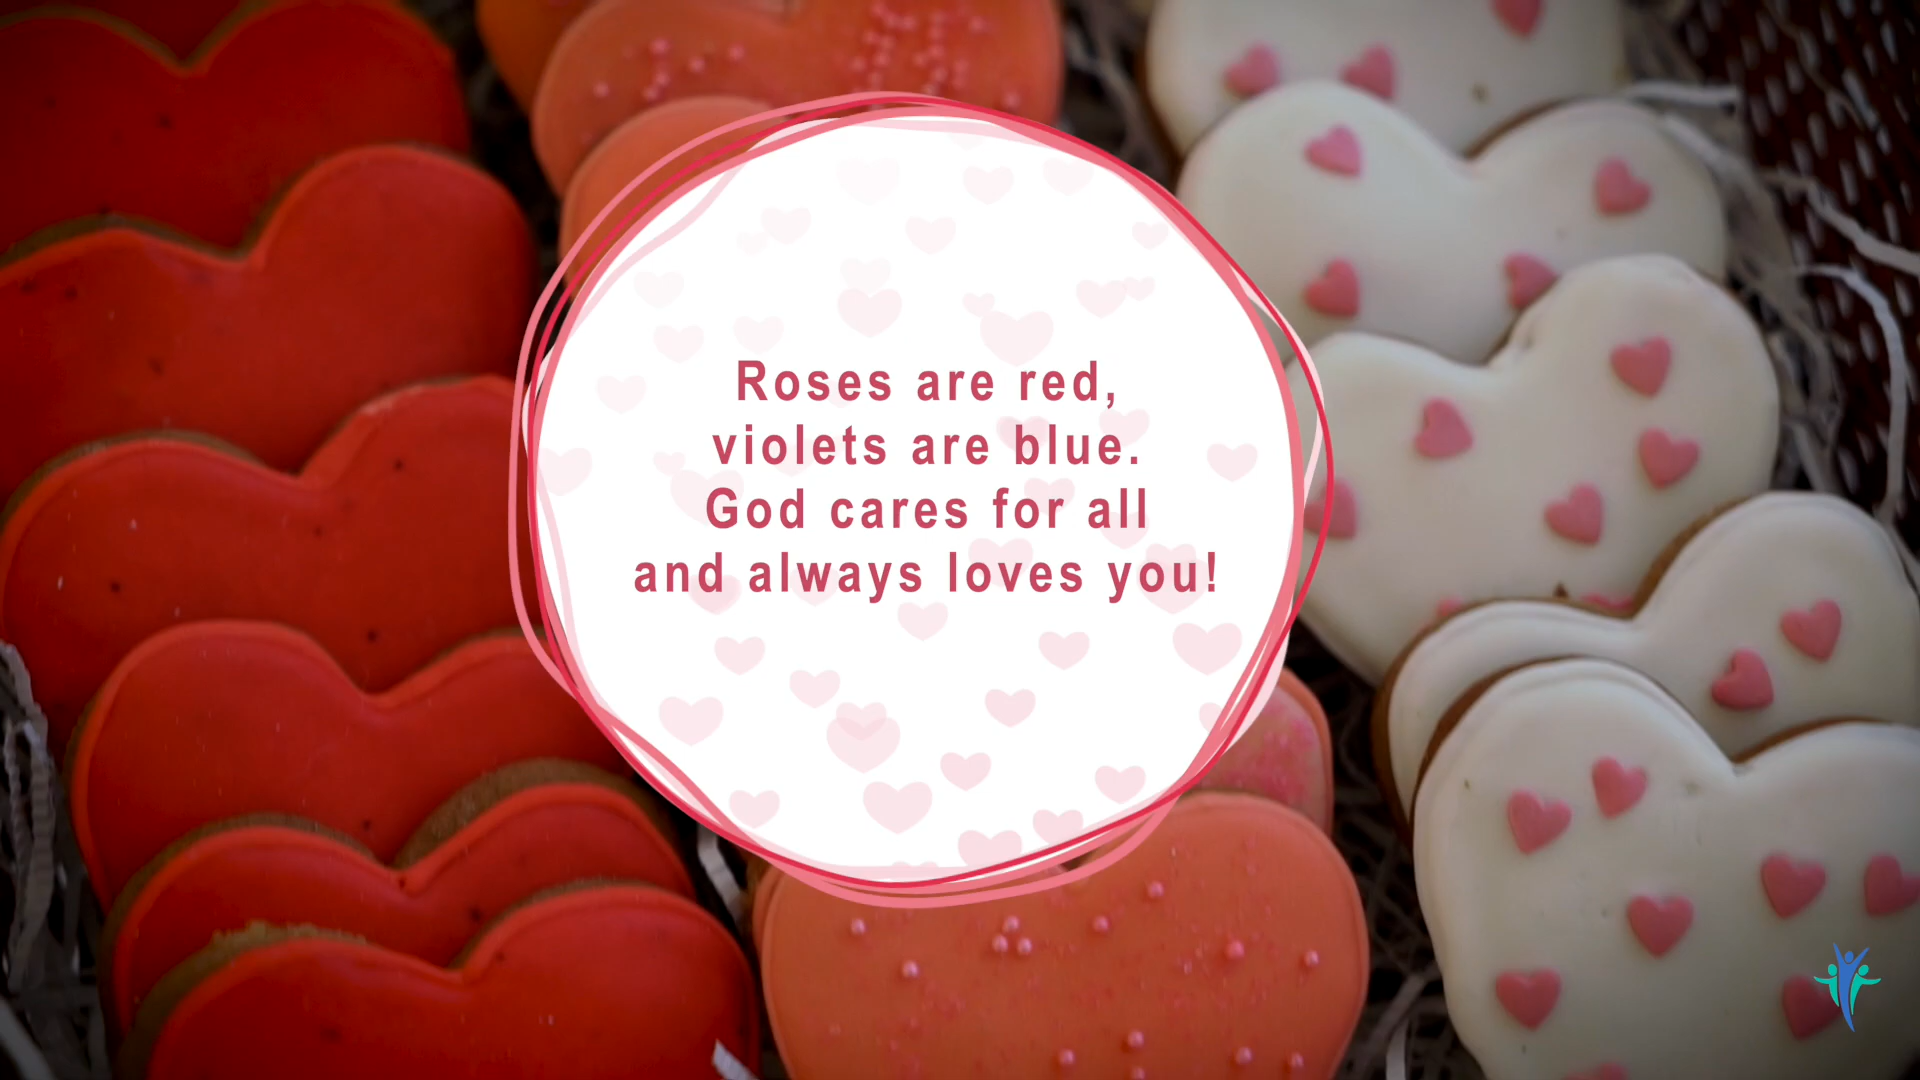 Roses are red,
violets are blue.
God cares for all
and always loves you!